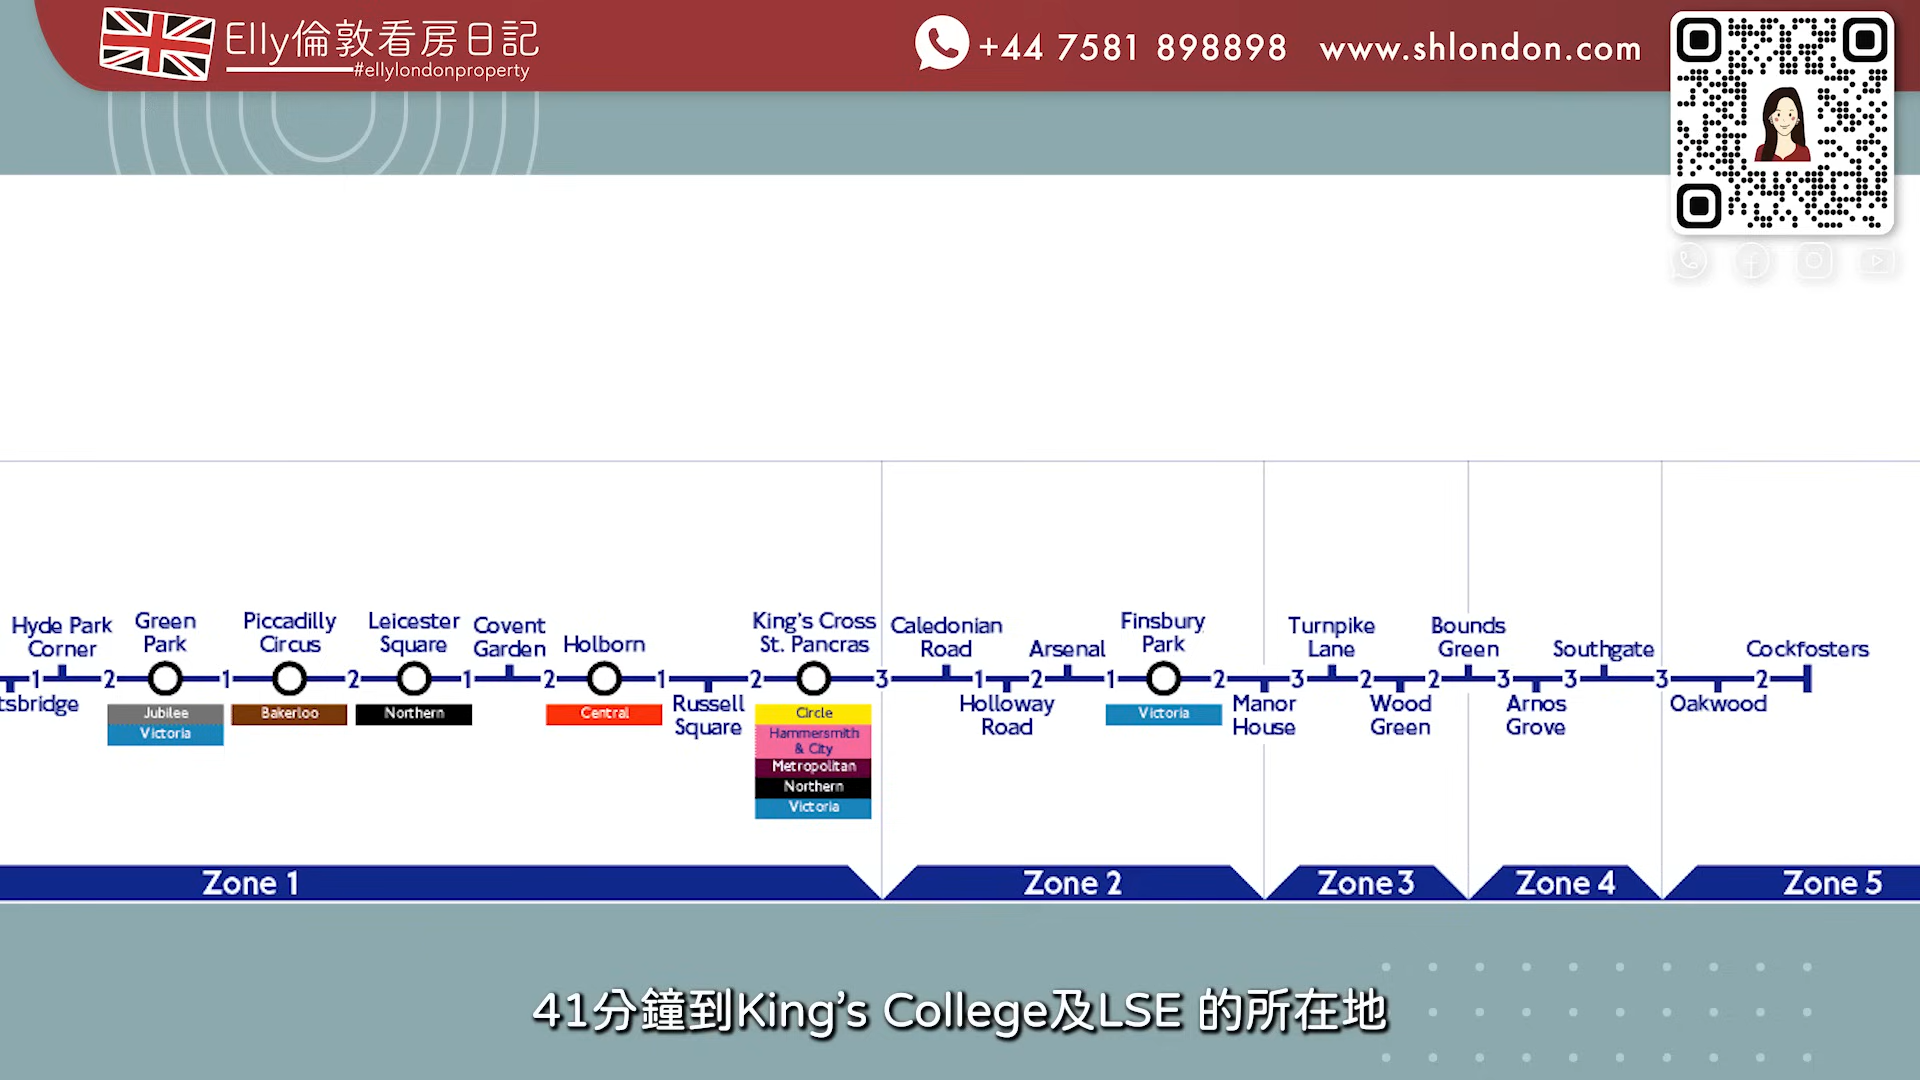 Elly倫敦看房日記
#ellylondonproperty
+44 7581 898898
www.shlondon.com
Hyde Park
Corner
Green
Park
Piccadilly
Circus
Leicester
Square
Covent
Garden
Holborn
King's Cross
St. Pancras
Caledonian
Road
Arsenal
Finsbury
Park
Turnpike
Lane
Bounds
Green
Southgate
Cockfosters
1 2 1 2 1 2 1 2 3 1 2 1 2 3 2 2 3 3 3 2
tsbridge
Russell
Square
Holloway
Road
Manor
House
Wood
Green
Arnos
Grove
Oakwood
Jubilee
Victoria
Bakerloo
Northern
Central
Circle
Hammersmith
& City
Metropolitan
Northern
Victoria
Victoria
Zone 1
Zone 2
Zone 3
Zone 4
Zone 5
41分鐘到King's College及LSE 的所在地